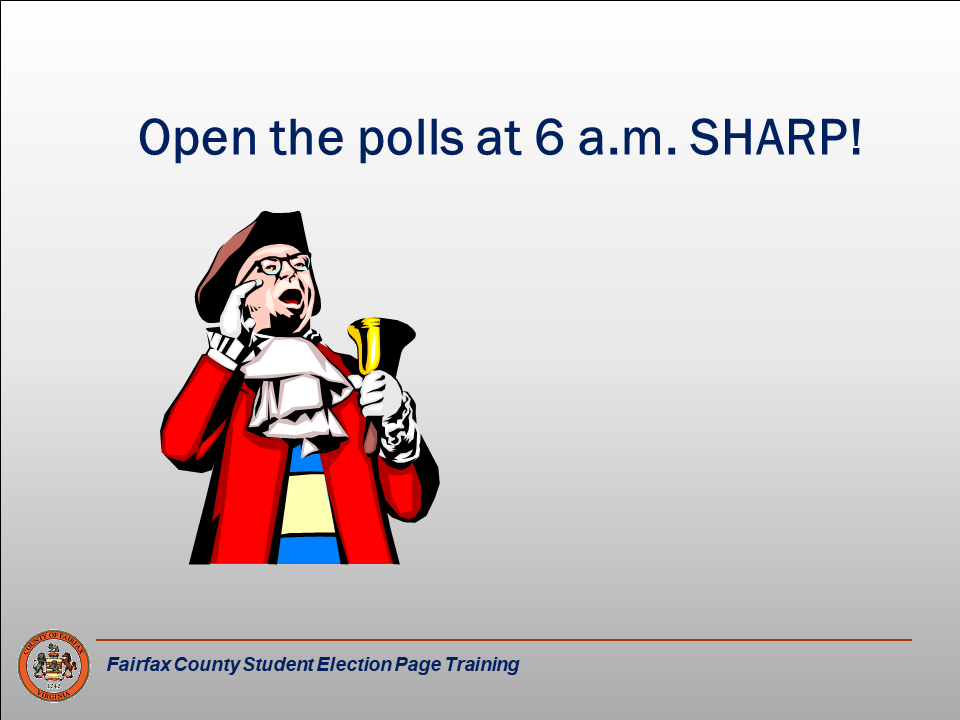 Open the polls at 6 a.m. SHARP!
COUNTY OF FAIRFAX
1742
VIRGINIA
Fairfax County Student Election Page Training